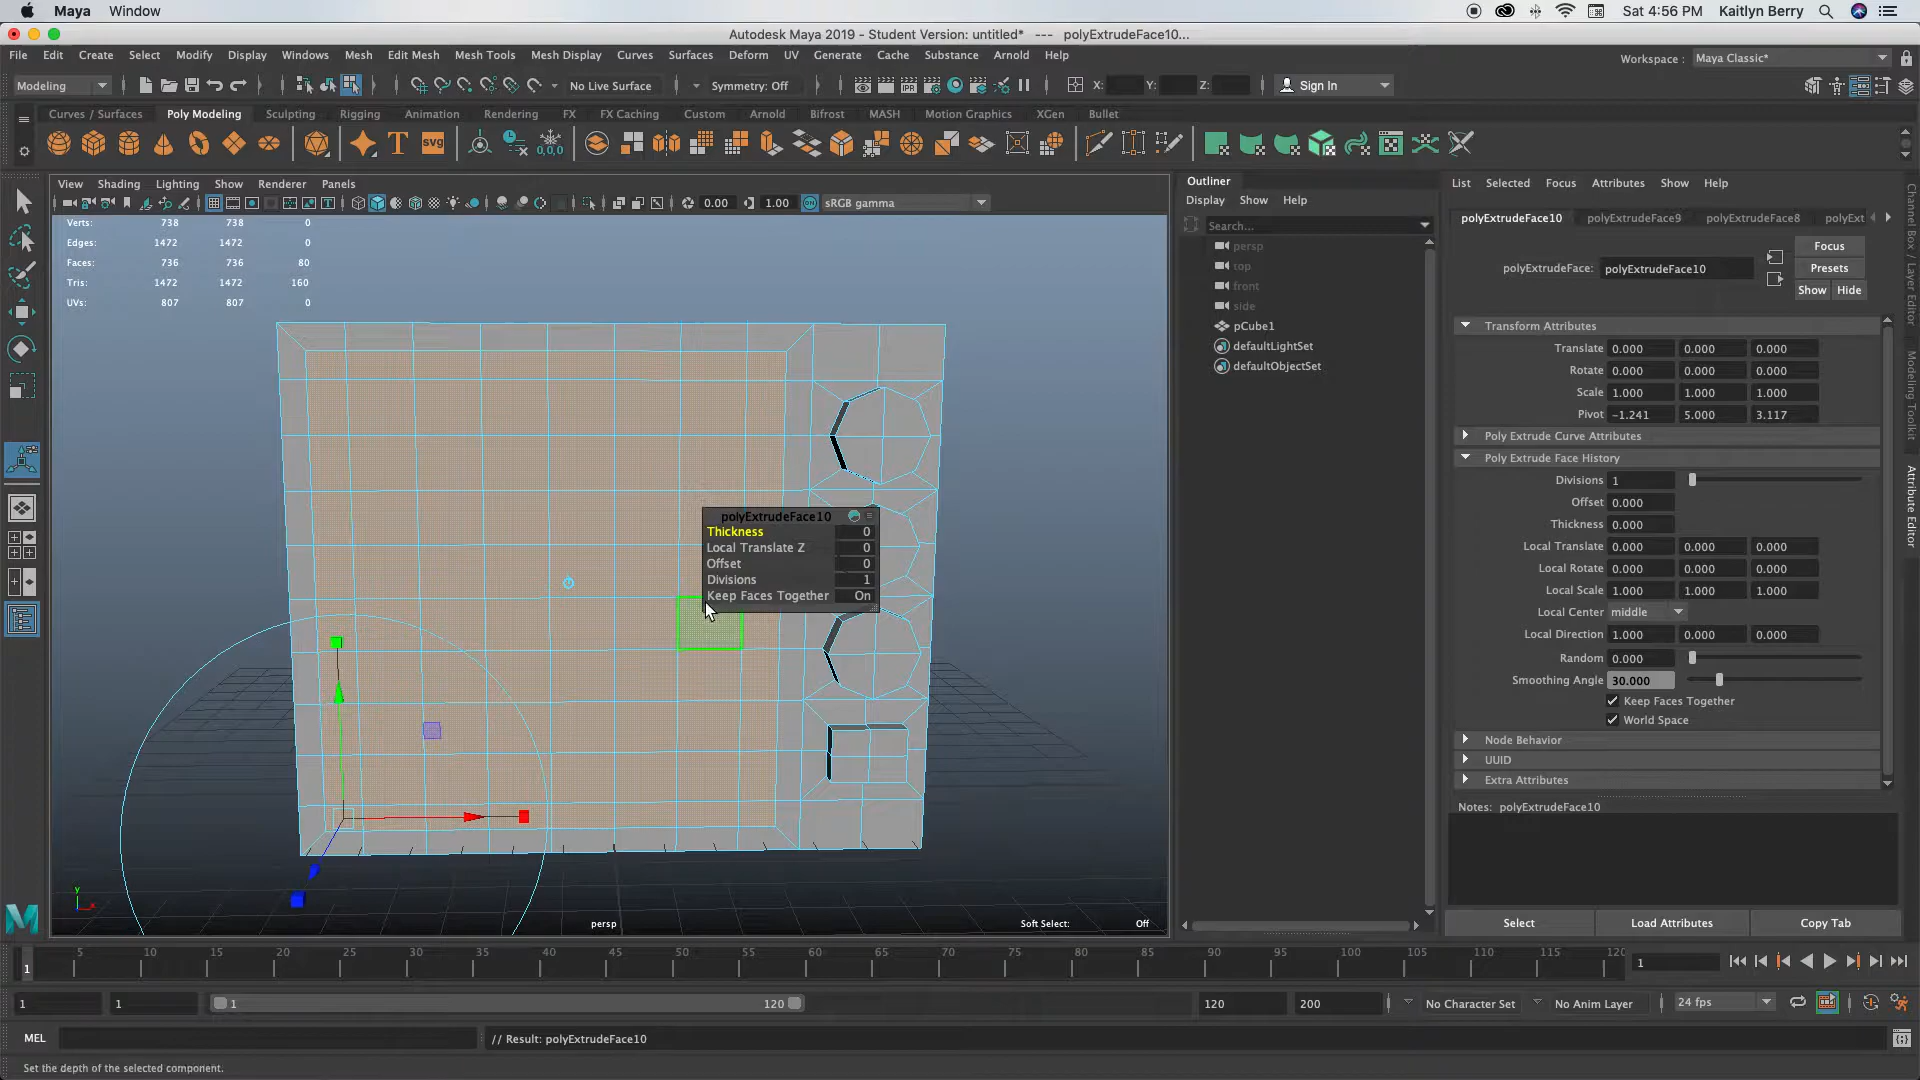 Maya Window Sat 4:56 PM Kaitlyn Berry
Autodesk Maya 2019 - Student Version: untitled* --- polyExtrudeFace10...
File Edit Create Select Modify Display Windows Mesh Edit Mesh Mesh Tools Mesh Display Curves Surfaces Deform UV Generate Cache Substance Arnold Help
Workspace : Maya Classic*
Modeling No Live Surface Symmetry: Off X: Y: Z: Sign In
Curves / Surfaces Poly Modeling Sculpting Rigging Animation Rendering FX FX Caching Custom Arnold Bifrost MASH Motion Graphics XGen Bullet
T SVG 0,0,0
View Shading Lighting Show Renderer Panels
0.00 1.00 sRGB gamma
Verts: 738 738 0
Edges: 1472 1472 0
Faces: 736 736 80
Tris: 1472 1472 160
UVs: 807 807 0
polyExtrudeFace10
Thickness 0
Local Translate Z 0
Offset 0
Divisions 1
Keep Faces Together On
persp
Soft Select: Off
y
x
Outliner
Display Show Help
Search...
persp
top
front
side
pCube1
defaultLightSet
defaultObjectSet
List Selected Focus Attributes Show Help
polyExtrudeFace10 polyExtrudeFace9 polyExtrudeFace8 polyExt
Focus
polyExtrudeFace: polyExtrudeFace10 Presets
Show Hide
Transform Attributes
Translate 0.000 0.000 0.000
Rotate 0.000 0.000 0.000
Scale 1.000 1.000 1.000
Pivot -1.241 5.000 3.117
Poly Extrude Curve Attributes
Poly Extrude Face History
Divisions 1
Offset 0.000
Thickness 0.000
Local Translate 0.000 0.000 0.000
Local Rotate 0.000 0.000 0.000
Local Scale 1.000 1.000 1.000
Local Center middle
Local Direction 1.000 0.000 0.000
Random 0.000
Smoothing Angle 30.000
Keep Faces Together
World Space
Node Behavior
UUID
Extra Attributes
Notes: polyExtrudeFace10
Select Load Attributes Copy Tab
Channel Box / Layer Editor
Modeling Toolkit
Attribute Editor
5 10 15 20 25 30 35 40 45 50 55 60 65 70 75 80 85 90 95 100 105 110 115 120
1 1
1 1 1 120 120 200 No Character Set No Anim Layer 24 fps
MEL // Result: polyExtrudeFace10
Set the depth of the selected component.